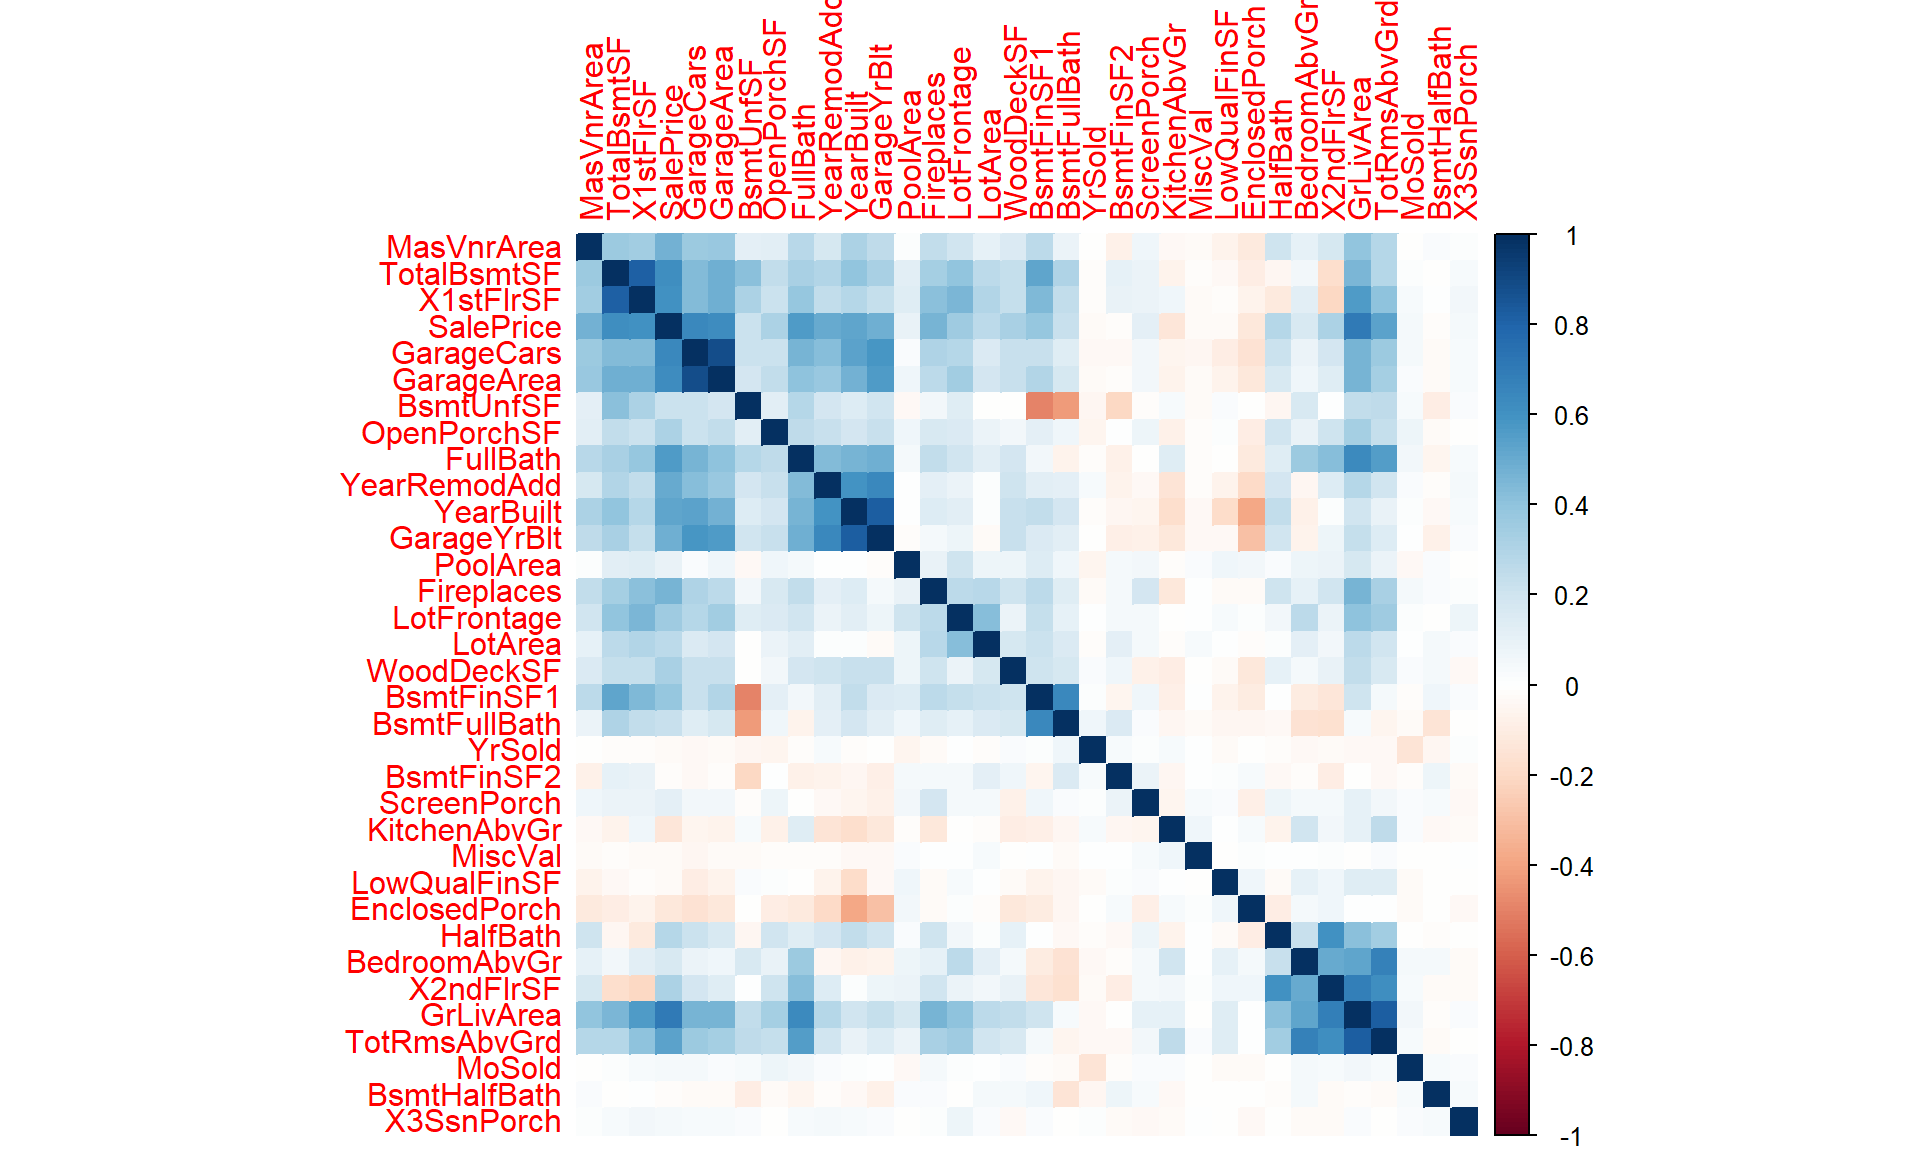 MasVnrArea
TotalBsmtSF
X1stFlrSF
SalePrice
GarageCars
GarageArea
BsmtUnfSF
OpenPorchSF
FullBath
YearRemodAdd
YearBuilt
GarageYrBlt
PoolArea
Fireplaces
LotFrontage
LotArea
WoodDeckSF
BsmtFinSF1
BsmtFullBath
YrSold
BsmtFinSF2
ScreenPorch
KitchenAbvGr
MiscVal
LowQualFinSF
EnclosedPorch
HalfBath
BedroomAbvGr
X2ndFlrSF
GrLivArea
TotRmsAbvGrd
MoSold
BsmtHalfBath
X3SsnPorch
MasVnrArea
TotalBsmtSF
X1stFlrSF
SalePrice
GarageCars
GarageArea
BsmtUnfSF
OpenPorchSF
FullBath
YearRemodAdd
YearBuilt
GarageYrBlt
PoolArea
Fireplaces
LotFrontage
LotArea
WoodDeckSF
BsmtFinSF1
BsmtFullBath
YrSold
BsmtFinSF2
ScreenPorch
KitchenAbvGr
MiscVal
LowQualFinSF
EnclosedPorch
HalfBath
BedroomAbvGr
X2ndFlrSF
GrLivArea
TotRmsAbvGrd
MoSold
BsmtHalfBath
X3SsnPorch
1
0.8
0.6
0.4
0.2
0
-0.2
-0.4
-0.6
-0.8
-1